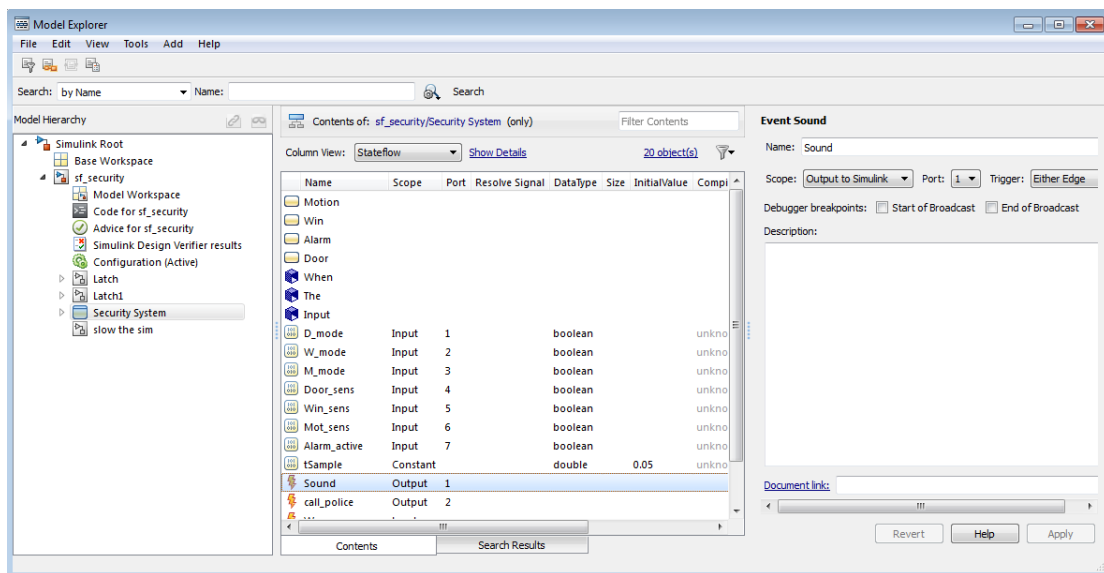 Model Explorer
File Edit View Tools Add Help
Search: by Name Name: Search
Model Hierarchy
Simulink Root
Base Workspace
sf_security
Model Workspace
Code for sf_security
Advice for sf_security
Simulink Design Verifier results
Configuration (Active)
Latch
Latch1
Security System
slow the sim
Contents of: sf_security/Security System (only) Filter Contents
Column View: Stateflow Show Details 20 object(s)
Name Scope Port Resolve Signal DataType Size InitialValue Compi
Motion
Win
Alarm
Door
When
The
Input
D_mode Input 1 boolean unkno
W_mode Input 2 boolean unkno
M_mode Input 3 boolean unkno
Door_sens Input 4 boolean unkno
Win_sens Input 5 boolean unkno
Mot_sens Input 6 boolean unkno
Alarm_active Input 7 boolean unkno
tSample Constant double 0.05 unkno
Sound Output 1
call_police Output 2
Contents Search Results
Event Sound
Name: Sound
Scope: Output to Simulink Port: 1 Trigger: Either Edge
Debugger breakpoints: Start of Broadcast End of Broadcast
Description:
Document link:
Revert Help Apply